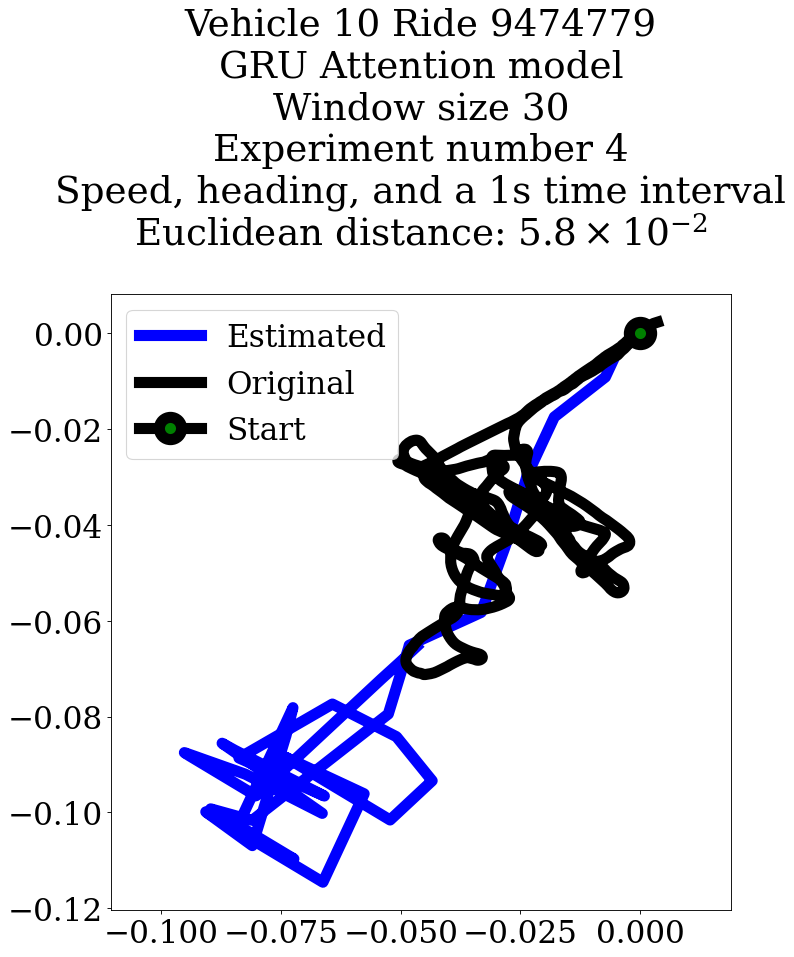 Vehicle 10 Ride 9474779
GRU Attention model
Window size 30
Experiment number 4
Speed, heading, and a 1s time interval
Euclidean distance: 5.8 × 10⁻²
Estimated
Original
Start
0.00
−0.02
−0.04
−0.06
−0.08
−0.10
−0.12
−0.100 −0.075 −0.050 −0.025 0.000